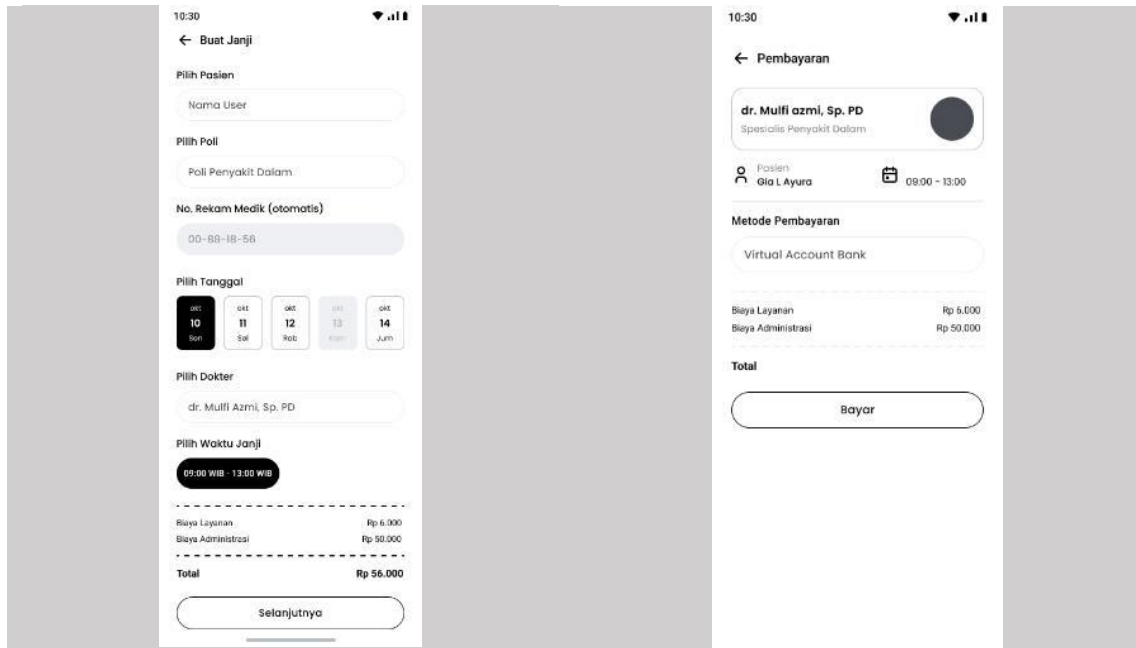 10:30
← Buat Janji
Pilih Pasien
Nama User
Pilih Poli
Poli Penyakit Dalam
No. Rekam Medik (otomatis)
00-88-18-56
Pilih Tanggal
okt okt okt okt okt
10 11 12 13 14
Sen Sel Rab Kam Jum
Pilih Dokter
dr. Mulfi Azmi, Sp. PD
Pilih Waktu Janji
09:00 WIB - 13:00 WIB
Biaya Layanan Rp 6.000
Biaya Administrasi Rp 50.000
Total Rp 56.000
Selanjutnya
10:30
← Pembayaran
dr. Mulfi azmi, Sp. PD
Spesialis Penyakit Dalam
Pasien
Gia L Ayura
09:00 - 13:00
Metode Pembayaran
Virtual Account Bank
Biaya Layanan Rp 6.000
Biaya Administrasi Rp 50.000
Total
Bayar